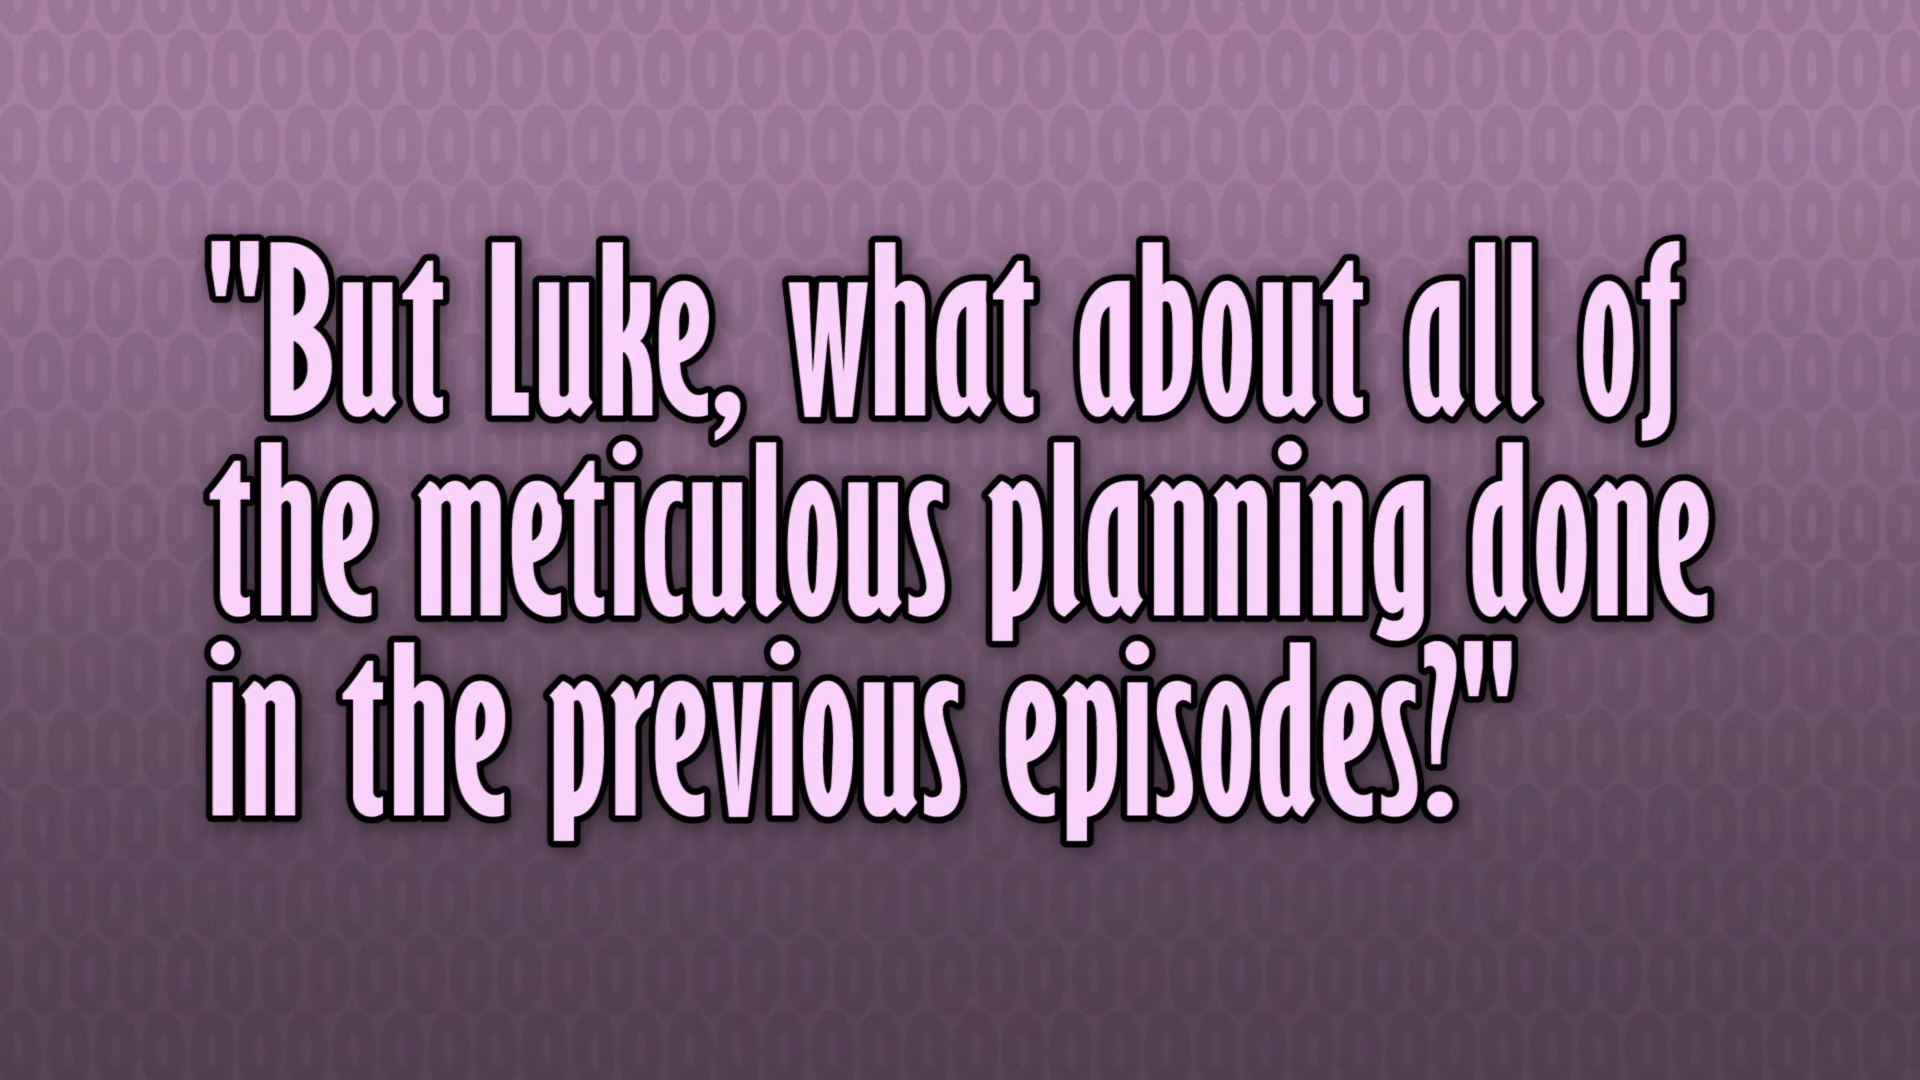 "But Luke, what about all of
the meticulous planning done
in the previous episodes?"